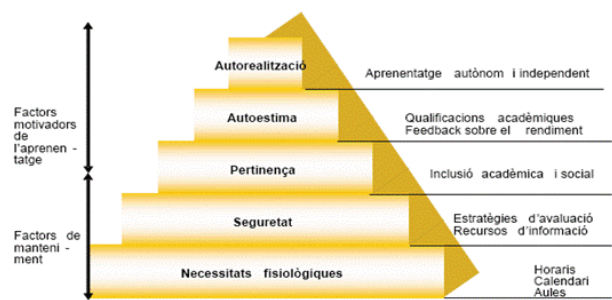 Autorealització
Aprenentatge autònom i independent
Factors
motivadors
de
l'aprenen -
tatge
Autoestima
Qualificacions acadèmiques
Feedback sobre el rendiment
Pertinença
Inclusió acadèmica i social
Factors de
manteni -
ment
Seguretat
Estratègies d'avaluació
Recursos d'informació
Necessitats fisiològiques
Horaris
Calendari
Aules